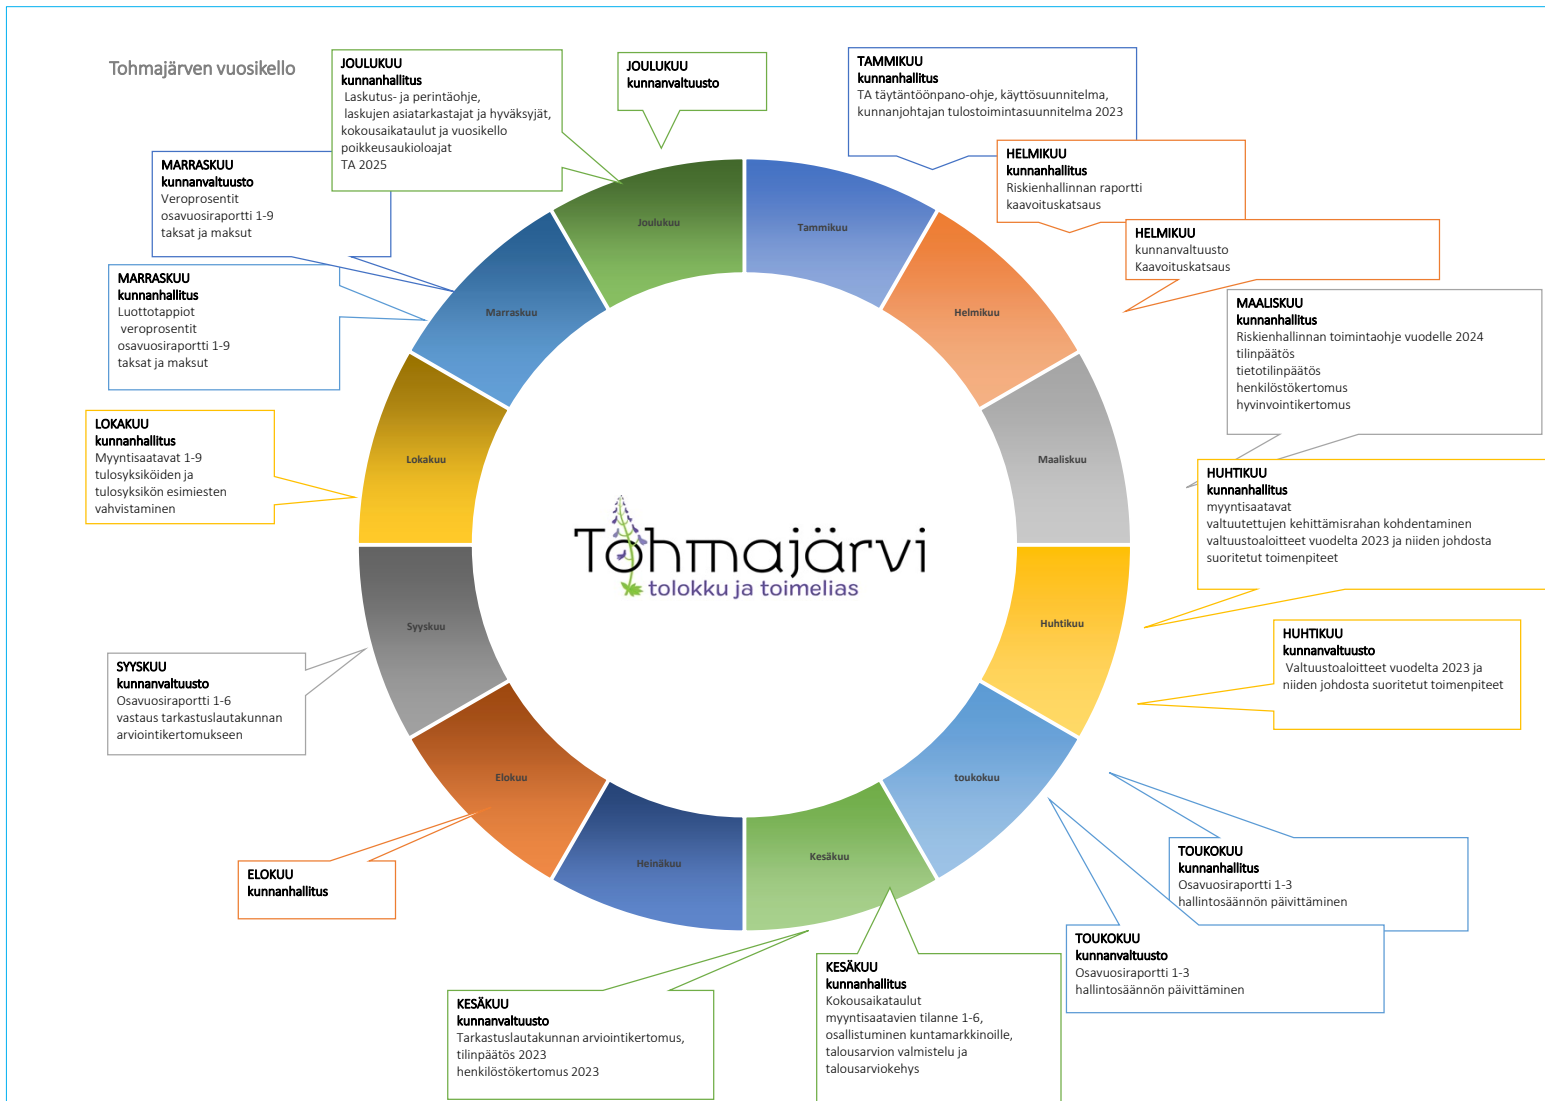 Tohmajärven vuosikello
JOULUKUU
kunnanhallitus
Laskutus- ja perintäohje,
laskujen asiatarkastajat ja hyväksyjät,
kokousaikataulut ja vuosikello
poikkeusaukioloajat
TA 2025
JOULUKUU
kunnanvaltuusto
TAMMIKUU
kunnanhallitus
TA täytäntöönpano-ohje, käyttösuunnitelma,
kunnanjohtajan tulostoimintasuunnitelma 2023
HELMIKUU
kunnanhallitus
Riskienhallinnan raportti
kaavoituskatsaus
HELMIKUU
kunnanvaltuusto
Kaavoituskatsaus
MAALISKUU
kunnanhallitus
Riskienhallinnan toimintaohje vuodelle 2024
tilinpäätös
tietotilinpäätös
henkilöstökertomus
hyvinvointikertomus
HUHTIKUU
kunnanhallitus
myyntisaatavat
valtuutettujen kehittämisrahan kohdentaminen
valtuustoaloitteet vuodelta 2023 ja niiden johdosta
suoritetut toimenpiteet
HUHTIKUU
kunnanvaltuusto
Valtuustoaloitteet vuodelta 2023 ja
niiden johdosta suoritetut toimenpiteet
TOUKOKUU
kunnanhallitus
Osavuosiraportti 1-3
hallintosäännön päivittäminen
TOUKOKUU
kunnanvaltuusto
Osavuosiraportti 1-3
hallintosäännön päivittäminen
KESÄKUU
kunnanhallitus
Kokousaikataulut
myyntisaatavien tilanne 1-6,
osallistuminen kuntamarkkinoille,
talousarvion valmistelu ja
talousarviokehys
KESÄKUU
kunnanvaltuusto
Tarkastuslautakunnan arviointikertomus,
tilinpäätös 2023
henkilöstökertomus 2023
ELOKUU
kunnanhallitus
SYYSKUU
kunnanvaltuusto
Osavuosiraportti 1-6
vastaus tarkastuslautakunnan
arviointikertomukseen
LOKAKUU
kunnanhallitus
Myyntisaatavat 1-9
tulosyksiköiden ja
tulosyksikön esimiesten
vahvistaminen
MARRASKUU
kunnanhallitus
Luottotappiot
veroprosentit
osavuosiraportti 1-9
taksat ja maksut
MARRASKUU
kunnanvaltuusto
Veroprosentit
osavuosiraportti 1-9
taksat ja maksut
Tammikuu
Helmikuu
Maaliskuu
Huhtikuu
toukokuu
Kesäkuu
Heinäkuu
Elokuu
Syyskuu
Lokakuu
Marraskuu
Joulukuu
Tohmajärvi
tolokku ja toimelias